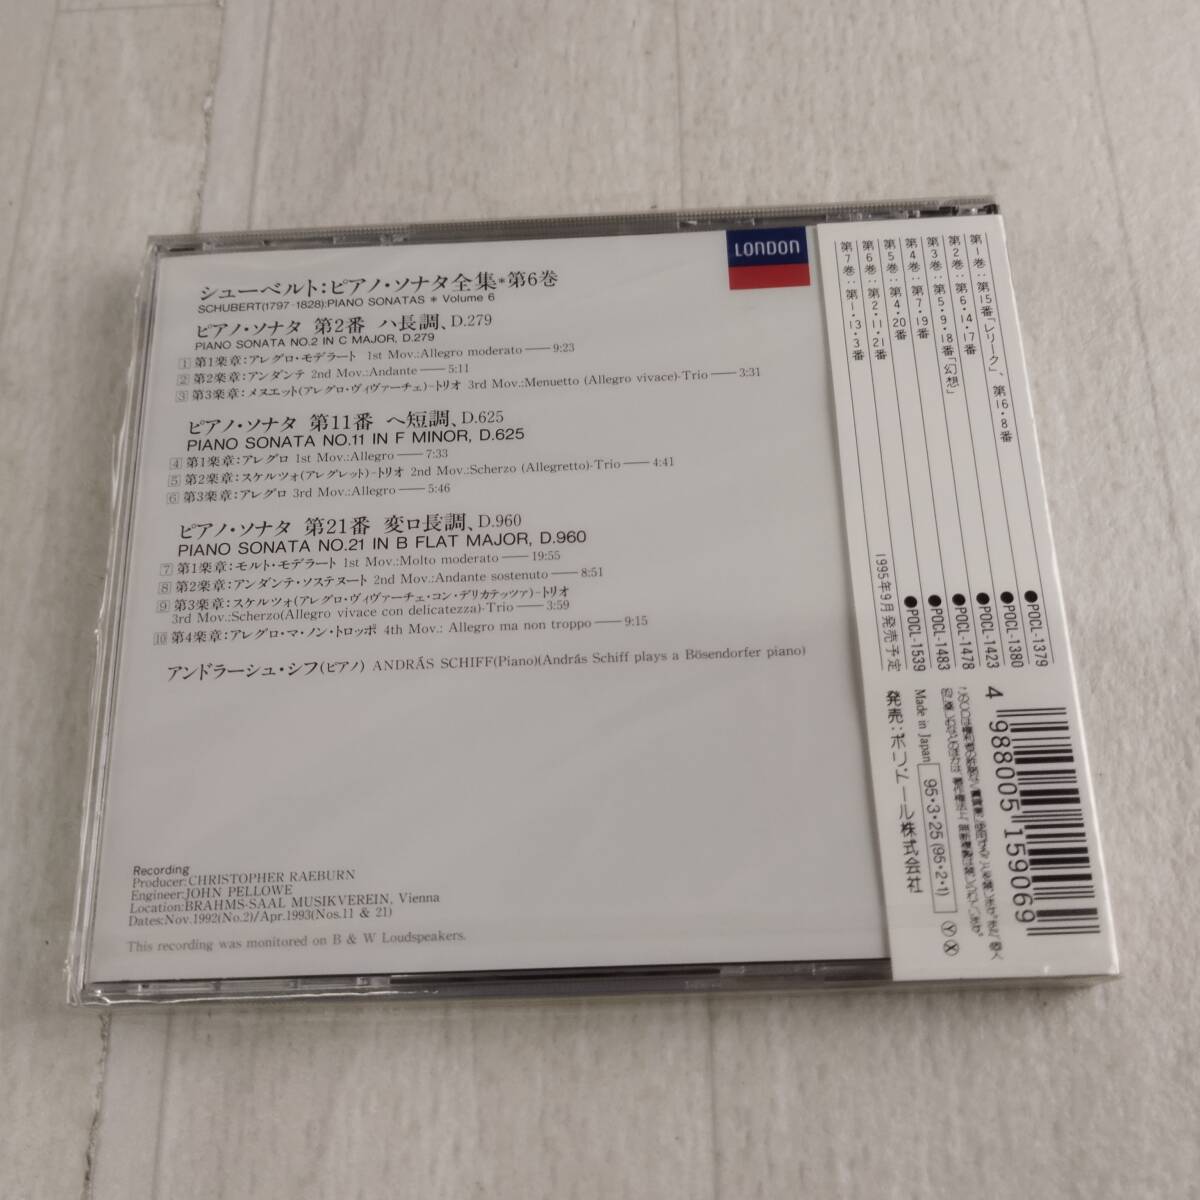 LONDON
シューベルト:ピアノ・ソナタ全集*第6巻
SCHUBERT(1797-1828):PIANO SONATAS * Volume 6
ピアノ・ソナタ 第2番 ハ長調、D.279
PIANO SONATA NO.2 IN C MAJOR, D.279
1 第1楽章:アレグロ・モデラート 1st Mov.:Allegro moderato——9:23
2 第2楽章:アンダンテ 2nd Mov.:Andante——5:11
3 第3楽章:メヌエット(アレグロ・ヴィヴァーチェ)-トリオ 3rd Mov.:Menuetto (Allegro vivace)-Trio——3:31
ピアノ・ソナタ 第11番 ヘ短調、D.625
PIANO SONATA NO.11 IN F MINOR, D.625
4 第1楽章:アレグロ 1st Mov.:Allegro——7:33
5 第2楽章:スケルツォ(アレグレット)-トリオ 2nd Mov.:Scherzo (Allegretto)-Trio——4:41
6 第3楽章:アレグロ 3rd Mov.:Allegro——5:46
ピアノ・ソナタ 第21番 変ロ長調、D.960
PIANO SONATA NO.21 IN B FLAT MAJOR, D.960
7 第1楽章:モルト・モデラート 1st Mov.:Molto moderato——19:55
8 第2楽章:アンダンテ・ソステヌート 2nd Mov.:Andante sostenuto——8:51
9 第3楽章:スケルツォ(アレグロ・ヴィヴァーチェ・コン・デリカテッツァ)-トリオ
3rd Mov.:Scherzo(Allegro vivace con delicatezza)-Trio——3:59
10 第4楽章:アレグロ・マ・ノン・トロッポ 4th Mov.: Allegro ma non troppo——9:15
アンドラーシュ・シフ(ピアノ) ANDRÁS SCHIFF(Piano)(András Schiff plays a Bösendorfer piano)
Recording
Producer:CHRISTOPHER RAEBURN
Engineer:JOHN PELLOWE
Location:BRAHMS-SAAL MUSIKVEREIN, Vienna
Dates:Nov.1992(No.2)/Apr.1993(Nos.11 & 21)
This recording was monitored on B & W Loudspeakers.
第1巻:第15番「レリーク」、第16・8番 ●POCL-1379
第2巻:第6・14・17番 ●POCL-1380
第3巻:第5・9・18番「幻想」 ●POCL-1423
第4巻:第7・19番 ●POCL-1478
第5巻:第4・20番 ●POCL-1483
第6巻:第2・11・21番 ●POCL-1539
第7巻:第1・13・3番 1995年9月発売予定
4 988005 159069
Made in Japan
95・3・25(95・2・1)
Ⓨ Ⓧ
発売:ポリドール株式会社